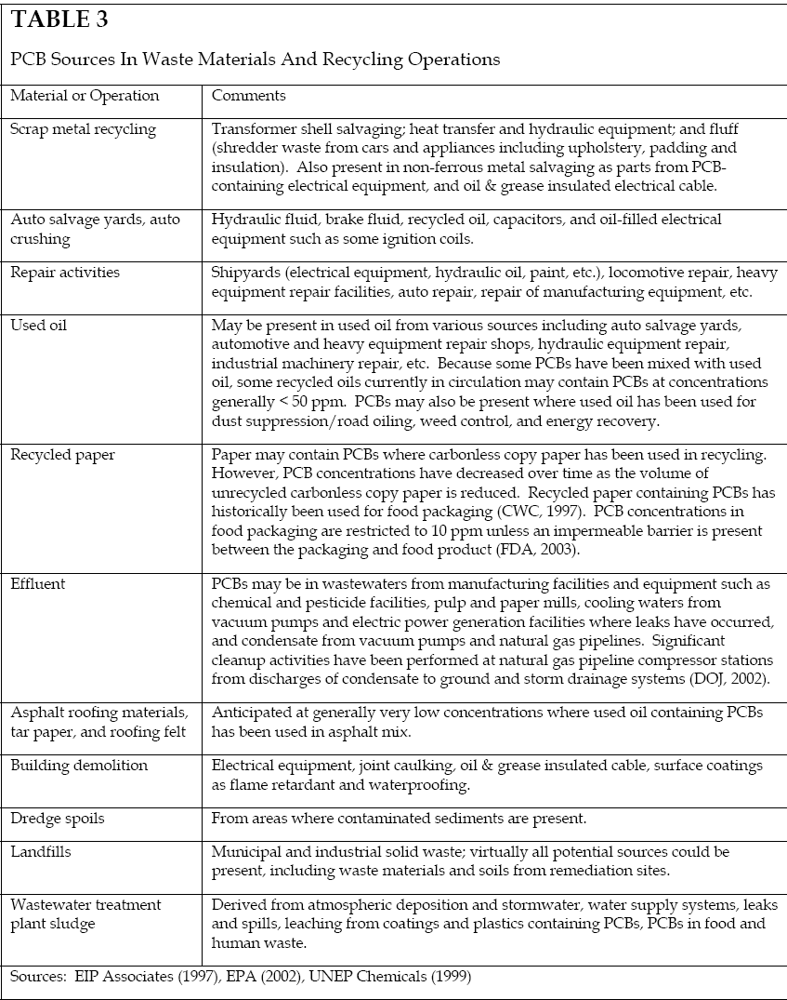 TABLE 3
PCB Sources In Waste Materials And Recycling Operations
Material or Operation
Comments
Scrap metal recycling
Transformer shell salvaging; heat transfer and hydraulic equipment; and fluff
(shredder waste from cars and appliances including upholstery, padding and
insulation).  Also present in non-ferrous metal salvaging as parts from PCB-
containing electrical equipment, and oil & grease insulated electrical cable.
Auto salvage yards, auto
crushing
Hydraulic fluid, brake fluid, recycled oil, capacitors, and oil-filled electrical
equipment such as some ignition coils.
Repair activities
Shipyards (electrical equipment, hydraulic oil, paint, etc.), locomotive repair, heavy
equipment repair facilities, auto repair, repair of manufacturing equipment, etc.
Used oil
May be present in used oil from various sources including auto salvage yards,
automotive and heavy equipment repair shops, hydraulic equipment repair,
industrial machinery repair, etc.  Because some PCBs have been mixed with used
oil, some recycled oils currently in circulation may contain PCBs at concentrations
generally < 50 ppm.  PCBs may also be present where used oil has been used for
dust suppression/road oiling, weed control, and energy recovery.
Recycled paper
Paper may contain PCBs where carbonless copy paper has been used in recycling.
However, PCB concentrations have decreased over time as the volume of
unrecycled carbonless copy paper is reduced.  Recycled paper containing PCBs has
historically been used for food packaging (CWC, 1997).  PCB concentrations in
food packaging are restricted to 10 ppm unless an impermeable barrier is present
between the packaging and food product (FDA, 2003).
Effluent
PCBs may be in wastewaters from manufacturing facilities and equipment such as
chemical and pesticide facilities, pulp and paper mills, cooling waters from
vacuum pumps and electric power generation facilities where leaks have occurred,
and condensate from vacuum pumps and natural gas pipelines.  Significant
cleanup activities have been performed at natural gas pipeline compressor stations
from discharges of condensate to ground and storm drainage systems (DOJ, 2002).
Asphalt roofing materials,
tar paper, and roofing felt
Anticipated at generally very low concentrations where used oil containing PCBs
has been used in asphalt mix.
Building demolition
Electrical equipment, joint caulking, oil & grease insulated cable, surface coatings
as flame retardant and waterproofing.
Dredge spoils
From areas where contaminated sediments are present.
Landfills
Municipal and industrial solid waste; virtually all potential sources could be
present, including waste materials and soils from remediation sites.
Wastewater treatment
plant sludge
Derived from atmospheric deposition and stormwater, water supply systems, leaks
and spills, leaching from coatings and plastics containing PCBs, PCBs in food and
human waste.
Sources:  EIP Associates (1997), EPA (2002), UNEP Chemicals (1999)